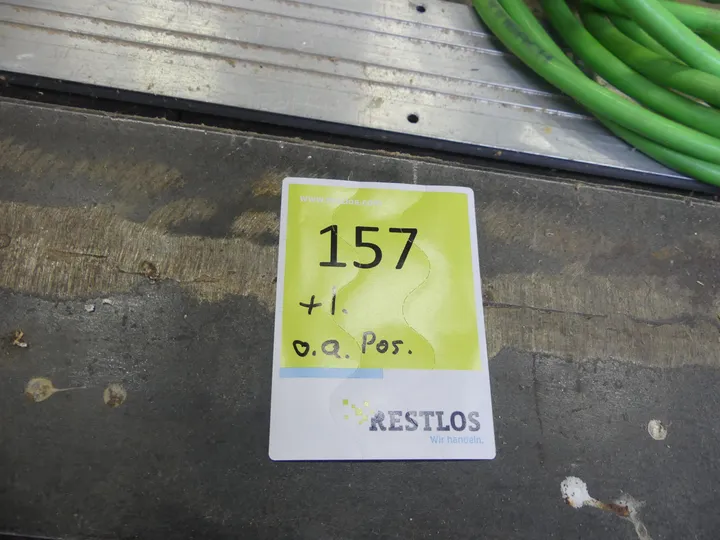 157
+1.
o.a. Pos.
RESTLOS
Wir handeln.